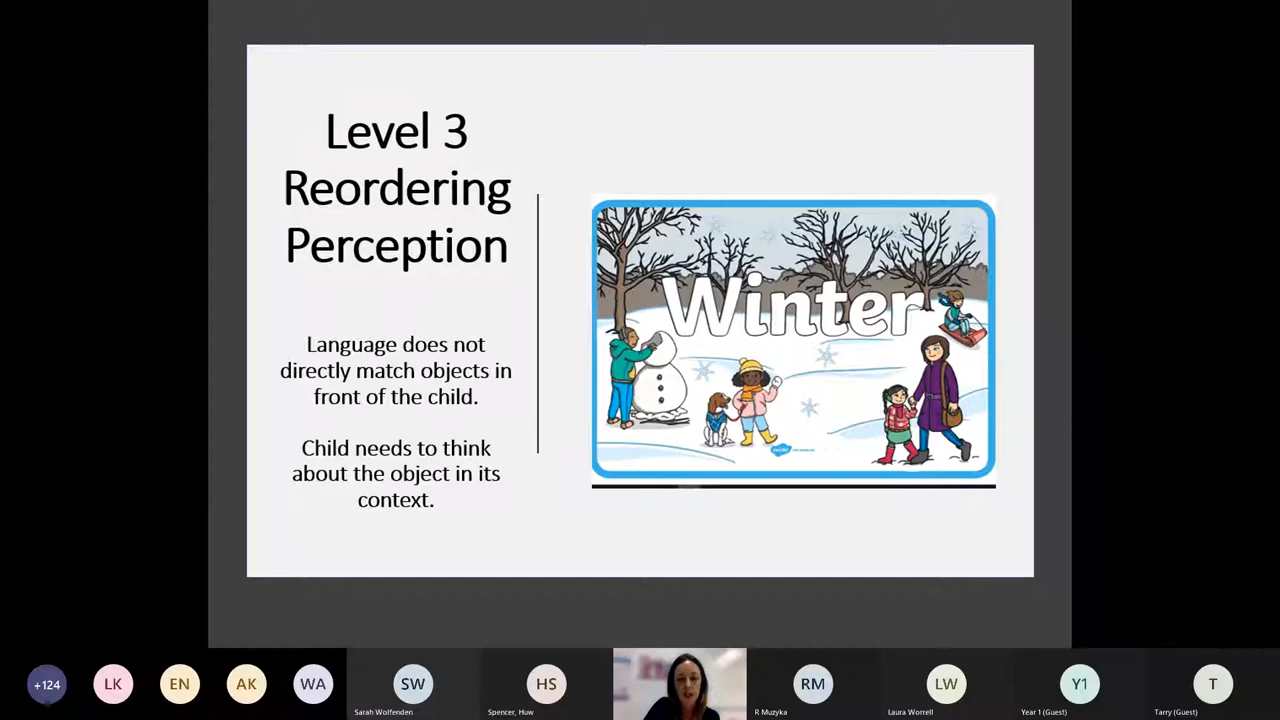 Level 3
Reordering
Perception
Language does not
directly match objects in
front of the child.
Child needs to think
about the object in its
context.
Winter
+124
LK
EN
AK
WA
SW
Sarah Wolfenden
HS
Spencer, Huw
RM
R Muzyka
LW
Laura Worrell
Y1
Year 1 (Guest)
T
Tarry (Guest)